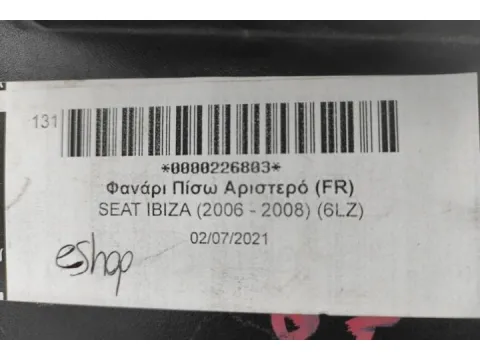 131
*0000226803*
Φανάρι Πίσω Αριστερό (FR)
SEAT IBIZA (2006 - 2008) (6LZ)
02/07/2021
eshop